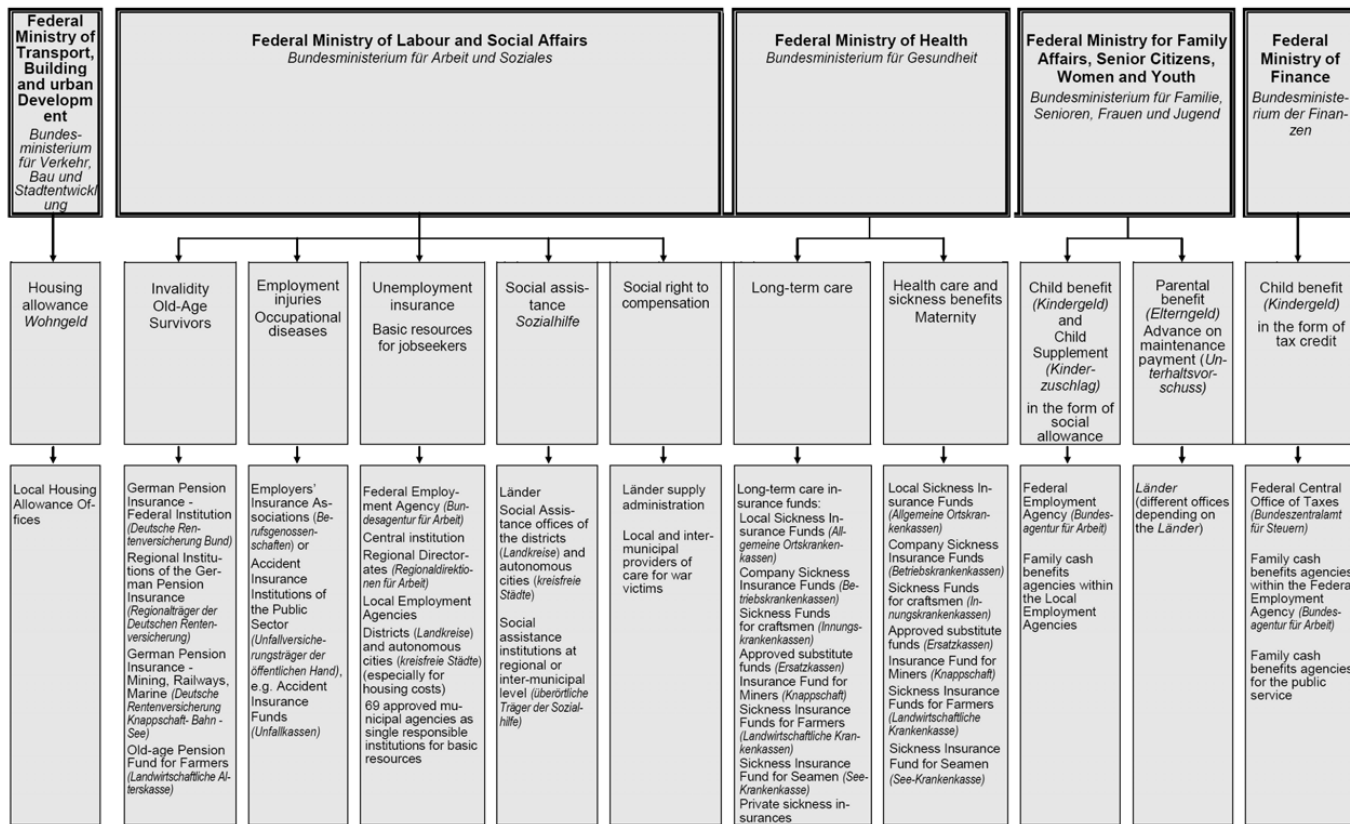 Federal
Ministry of
Transport,
Building
and urban
Developm
ent
Bundes-
ministerium
für Verkehr,
Bau und
Stadtentwickl
ung
Federal Ministry of Labour and Social Affairs
Bundesministerium für Arbeit und Soziales
Federal Ministry of Health
Bundesministerium für Gesundheit
Federal Ministry for Family
Affairs, Senior Citizens,
Women and Youth
Bundesministerium für Familie,
Senioren, Frauen und Jugend
Federal
Ministry of
Finance
Bundesministe-
rium der Finan-
zen
Housing
allowance
Wohngeld
Invalidity
Old-Age
Survivors
Employment
injuries
Occupational
diseases
Unemployment
insurance
Basic resources
for jobseekers
Social assis-
tance
Sozialhilfe
Social right to
compensation
Long-term care
Health care and
sickness benefits
Maternity
Child benefit
(Kindergeld)
and
Child
Supplement
(Kinder-
zuschlag)
in the form of
social
allowance
Parental
benefit
(Elterngeld)
Advance on
maintenance
payment (Un-
terhaltsvor-
schuss)
Child benefit
(Kindergeld)
in the form of
tax credit
Local Housing
Allowance Of-
fices
German Pension
Insurance -
Federal Institution
(Deutsche Ren-
tenversicherung Bund)
Regional Institu-
tions of the Ger-
man Pension
Insurance
(Regionalträger der
Deutschen Renten-
versicherung)
German Pension
Insurance -
Mining, Railways,
Marine (Deutsche
Rentenversicherung
Knappschaft- Bahn -
See)
Old-age Pension
Fund for Farmers
(Landwirtschaftliche Al-
terskasse)
Employers'
Insurance As-
sociations (Be-
rufsgenossen-
schaften) or
Accident
Insurance
Institutions of
the Public
Sector
(Unfallversiche-
rungsträger der
öffentlichen Hand),
e.g. Accident
Insurance
Funds
(Unfallkassen)
Federal Employ-
ment Agency (Bun-
desagentur für Arbeit)
Central institution
Regional Director-
ates (Regionaldirektio-
nen für Arbeit)
Local Employment
Agencies
Districts (Landkreise)
and autonomous
cities (kreisfreie Städte)
(especially for
housing costs)
69 approved mu-
nicipal agencies as
single responsible
institutions for basic
resources
Länder
Social Assis-
tance offices of
the districts
(Landkreise) and
autonomous
cities (kreisfreie
Städte)
Social
assistance
institutions at
regional or
inter-municipal
level (überörtliche
Träger der Sozial-
hilfe)
Länder supply
administration
Local and inter-
municipal
providers of
care for war
victims
Long-term care in-
surance funds:
Local Sickness In-
surance Funds (All-
gemeine Ortskranken-
kassen)
Company Sickness
Insurance Funds (Be-
triebskrankenkassen)
Sickness Funds
for craftsmen (Innungs-
krankenkassen)
Approved substitute
funds (Ersatzkassen)
Insurance Fund for
Miners (Knappschaft)
Sickness Insurance
Funds for Farmers
(Landwirtschaftliche Kran-
kenkassen)
Sickness Insurance
Fund for Seamen (See-
Krankenkasse)
Private sickness in-
surances
Local Sickness In-
surance Funds
(Allgemeine Ortskran-
kenkassen)
Company Sickness
Insurance Funds
(Betriebskrankenkassen)
Sickness Funds
for craftsmen (In-
nungskrankenkassen)
Approved substitute
funds (Ersatzkassen)
Insurance Fund for
Miners (Knappschaft)
Sickness Insurance
Funds for Farmers
(Landwirtschaftliche
Krankenkasse)
Sickness Insurance
Fund for Seamen
(See-Krankenkasse)
Federal
Employment
Agency (Bundes-
agentur für Arbeit)
Family cash
benefits
agencies within
the Local
Employment
Agencies
Länder
(different offices
depending on
the Länder)
Federal Central
Office of Taxes
(Bundeszentralamt
für Steuern)
Family cash
benefits agencies
within the Federal
Employment
Agency (Bundes-
agentur für Arbeit)
Family cash
benefits agencies
for the public
service